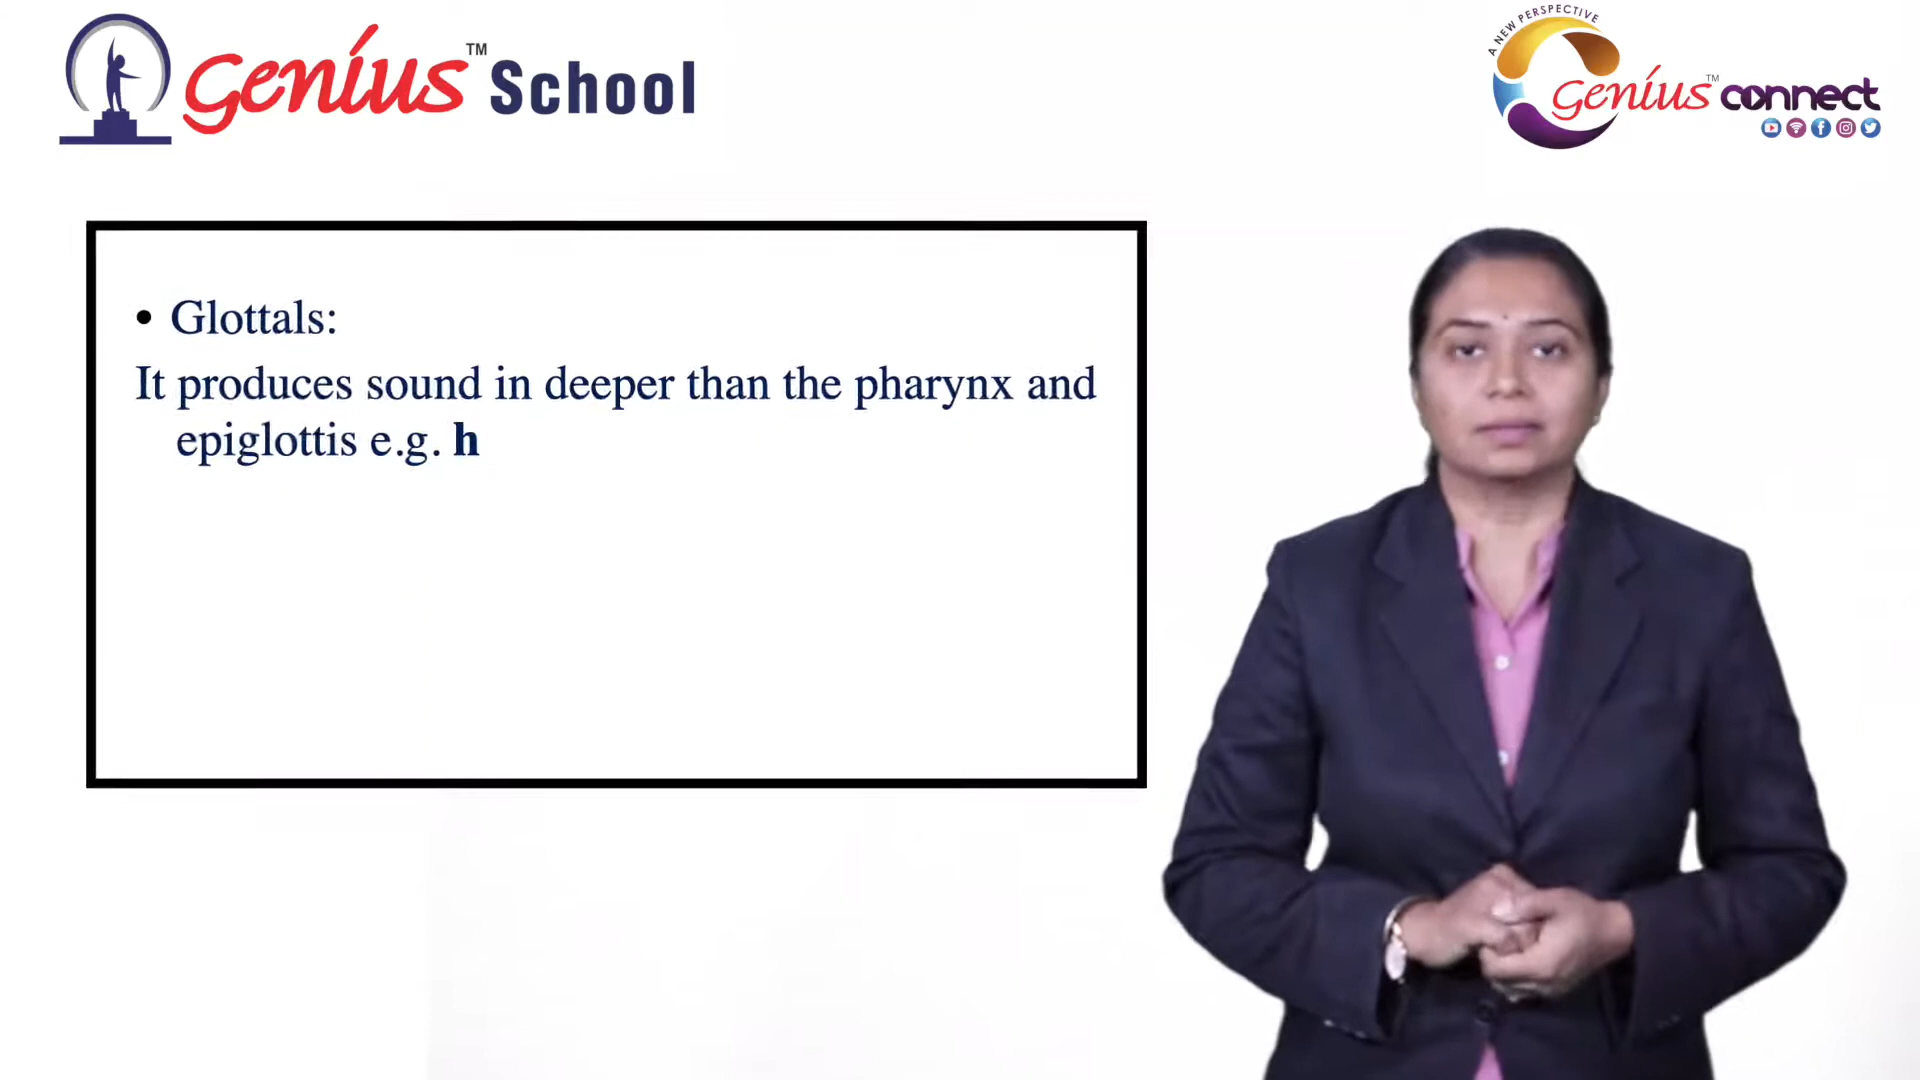 Genius™ School
A NEW PERSPECTIVE
Genius™ connect
• Glottals:
It produces sound in deeper than the pharynx and
epiglottis e.g. h